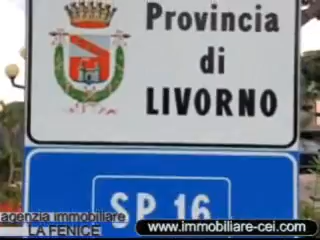 Provincia
di
LIVORNO
SP 16
agenzia immobiliare
LA FENICE
www.immobiliare-cei.com